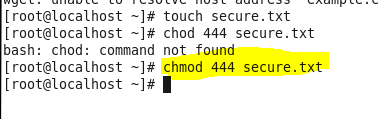 wget: unable to resolve host address "example.c
[root@localhost ~]# touch secure.txt
[root@localhost ~]# chod 444 secure.txt
bash: chod: command not found
[root@localhost ~]# chmod 444 secure.txt
[root@localhost ~]#